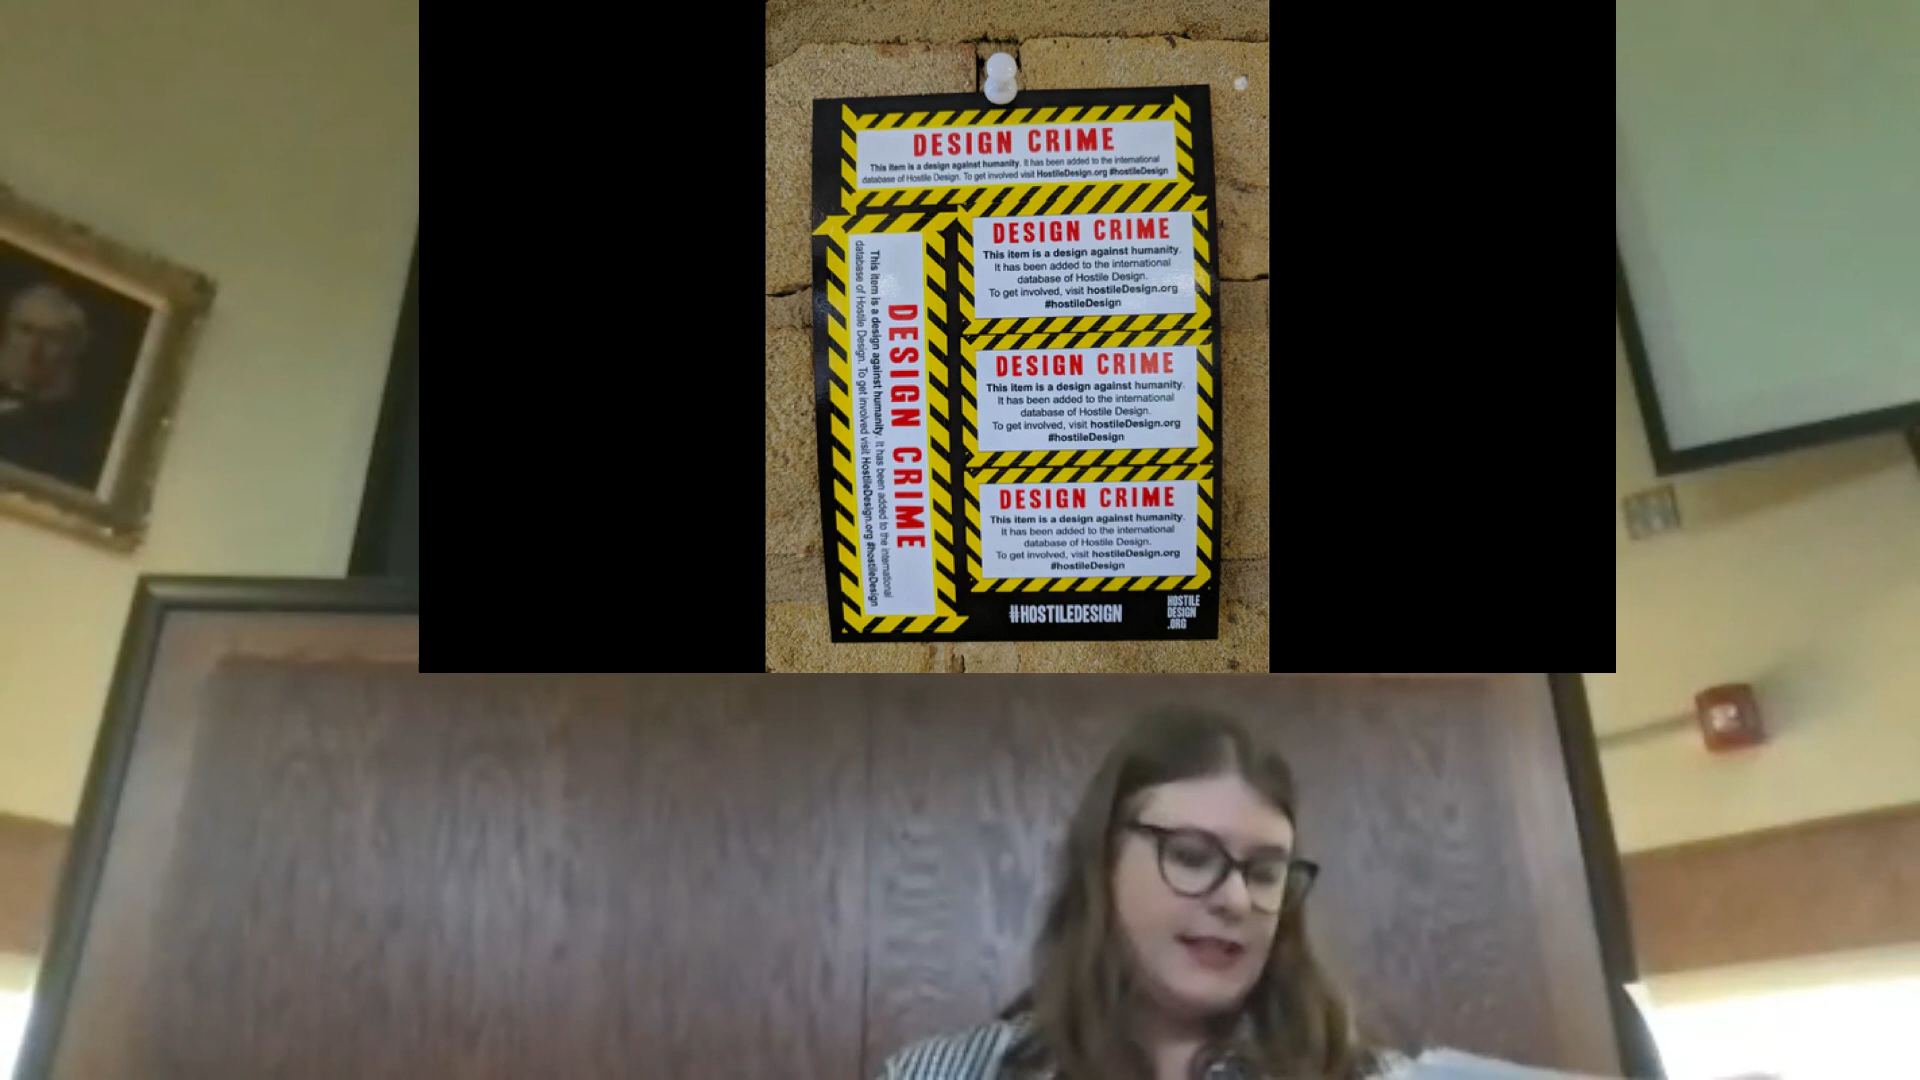 DESIGN CRIME
This item is a design against humanity. It has been added to the international
database of Hostile Design. To get involved visit HostileDesign.org #hostileDesign
DESIGN CRIME
This item is a design against humanity. It has been added to the international
database of Hostile Design. To get involved visit HostileDesign.org #hostileDesign
DESIGN CRIME
This item is a design against humanity.
It has been added to the international
database of Hostile Design.
To get involved, visit hostileDesign.org
#hostileDesign
DESIGN CRIME
This item is a design against humanity.
It has been added to the international
database of Hostile Design.
To get involved, visit hostileDesign.org
#hostileDesign
DESIGN CRIME
This item is a design against humanity.
It has been added to the international
database of Hostile Design.
To get involved, visit hostileDesign.org
#hostileDesign
#HOSTILEDESIGN
HOSTILE
DESIGN
.ORG